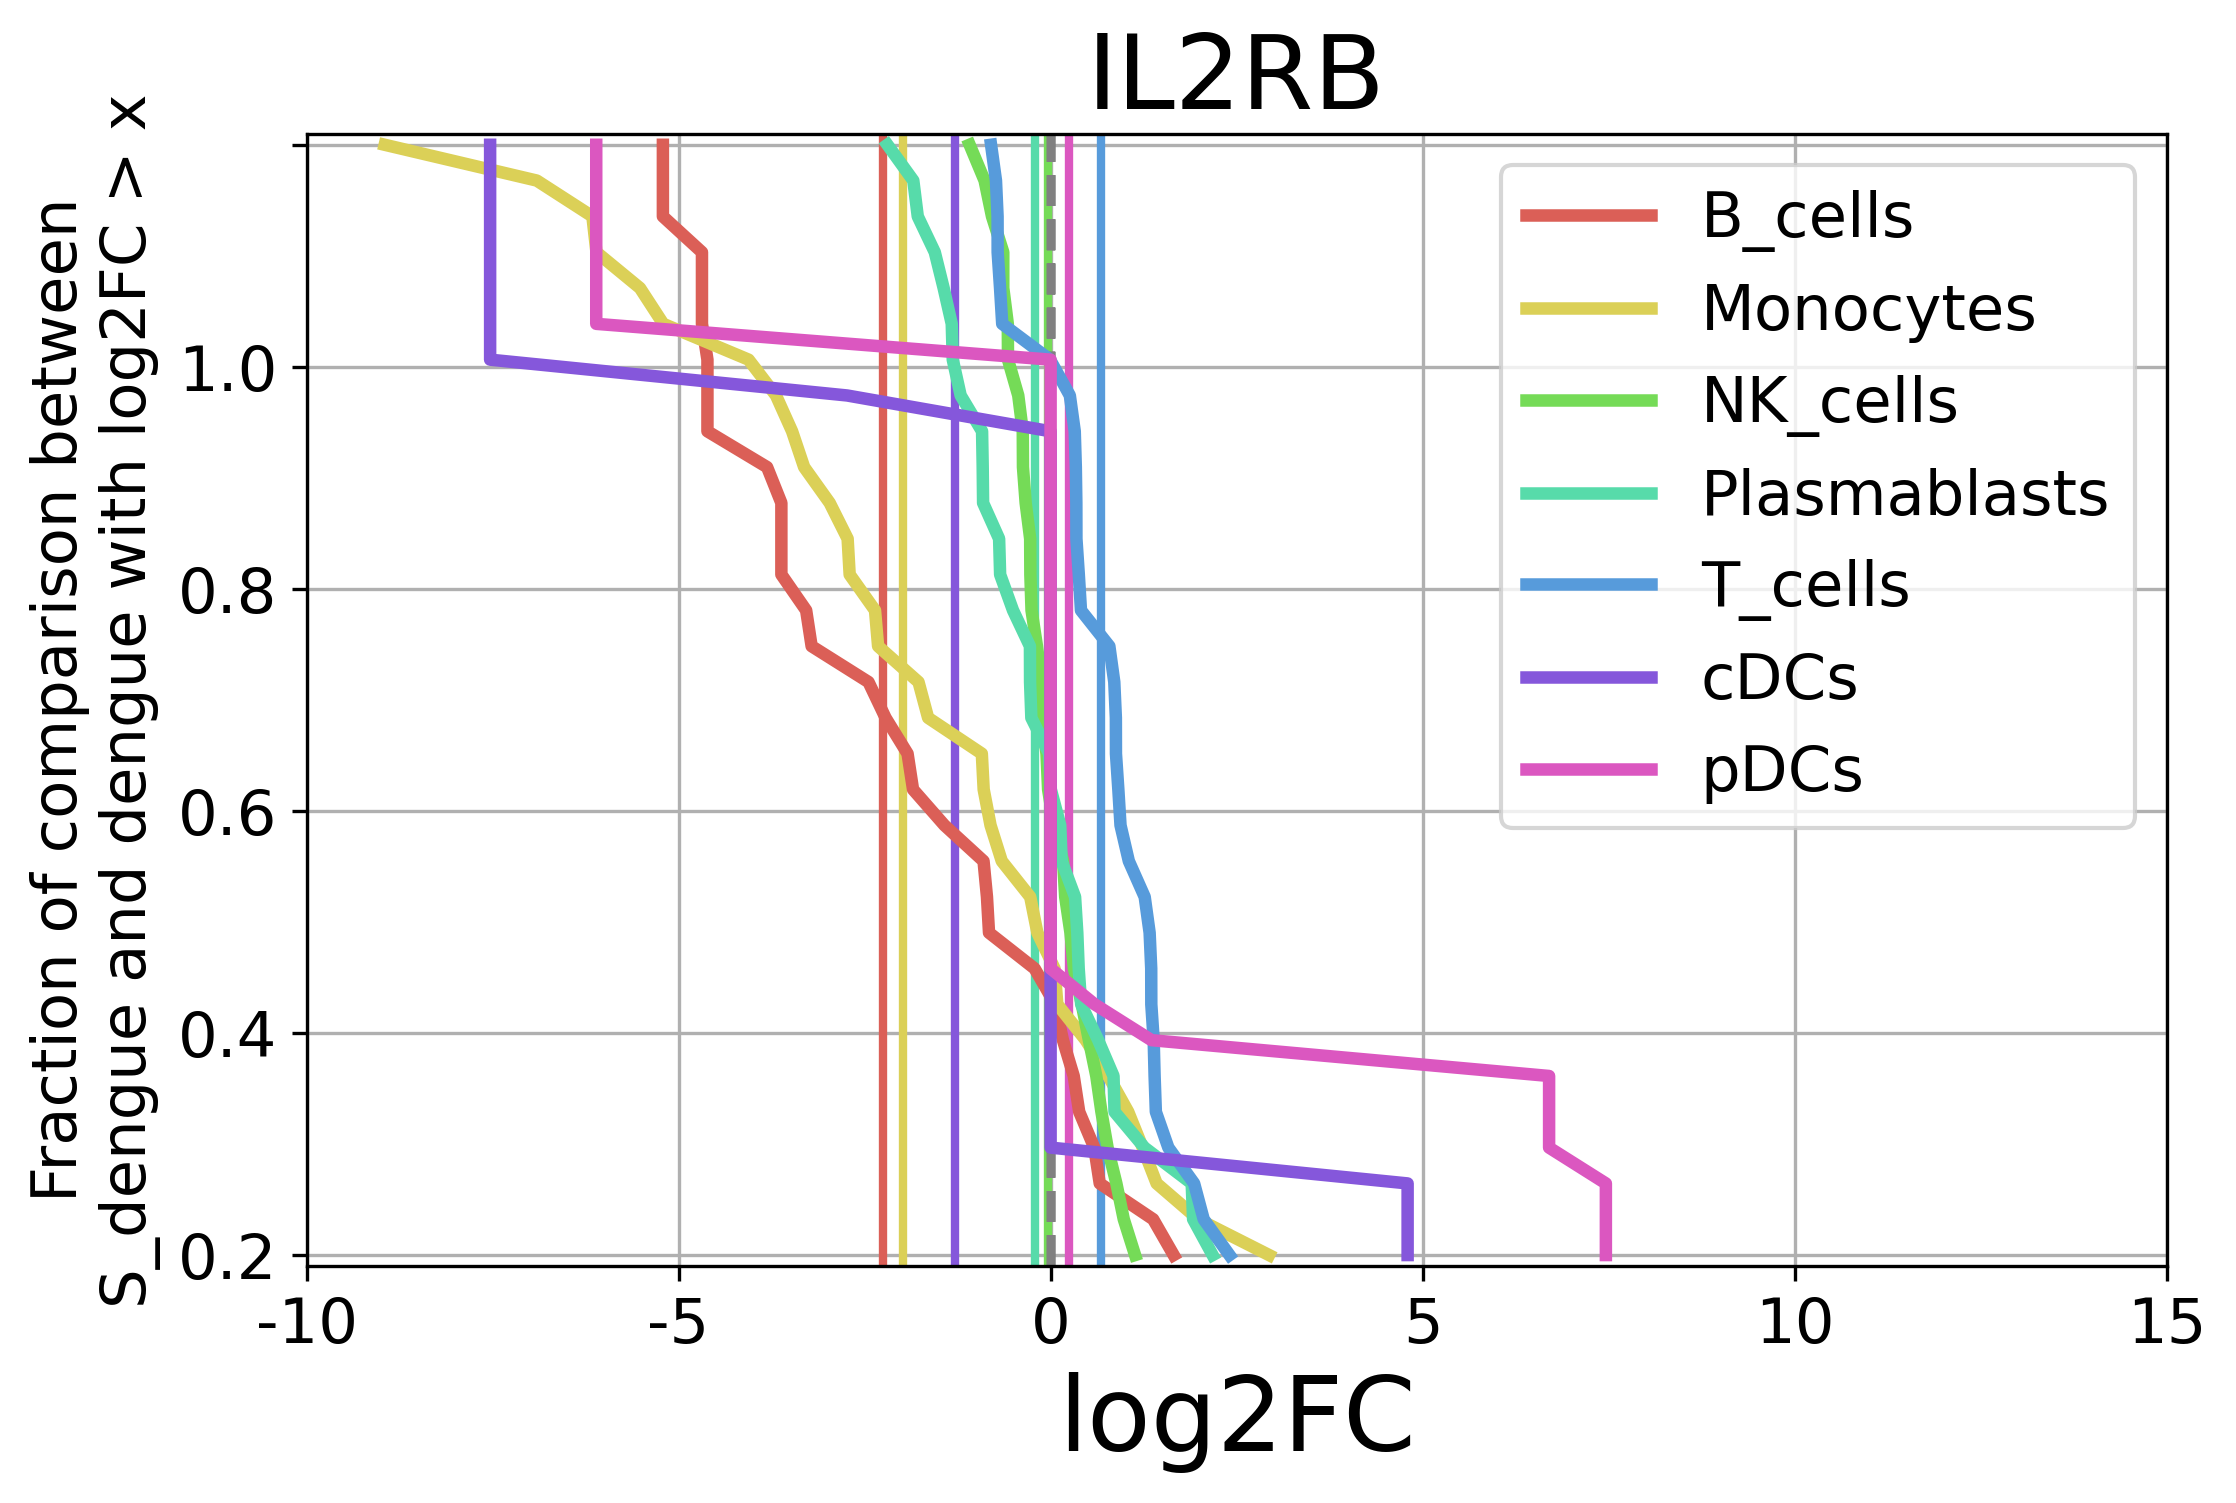 IL2RB
Fraction of comparison between
S_dengue and dengue with log2FC > x
1.0
0.8
0.6
0.4
0.2
-10
-5
0
5
10
15
log2FC
B_cells
Monocytes
NK_cells
Plasmablasts
T_cells
cDCs
pDCs